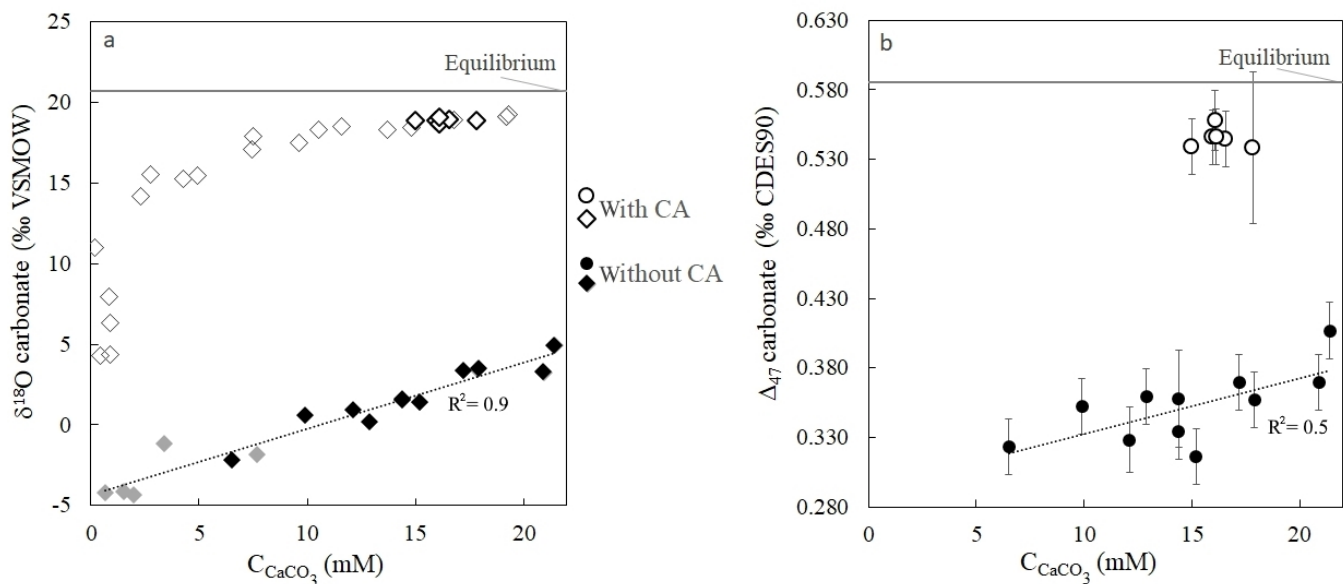 a
25
20
15
10
5
0
-5
0
5
10
15
20
δ¹⁸O carbonate (‰ VSMOW)
C_CaCO₃ (mM)
Equilibrium
R²= 0.9
With CA
Without CA
b
0.630
0.580
0.530
0.480
0.430
0.380
0.330
0.280
0
5
10
15
20
Δ₄₇ carbonate (‰ CDES90)
C_CaCO₃ (mM)
Equilibrium
R²= 0.5